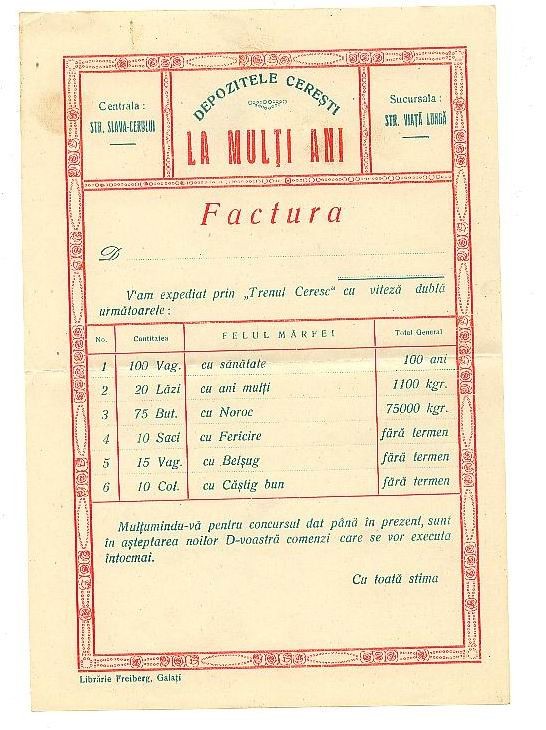 Centrala :
STR. SLAVA-CERULUI
DEPOZITELE CEREȘTI
LA MULȚI ANI
Sucursala :
STR. VIAȚĂ LUNGĂ
Factura
D
V'am expediat prin „Trenul Ceresc" cu viteză dublă
următoarele :
No. Cantitatea FELUL MĂRFEI Total General
1 100 Vag. cu sănătate 100 ani
2 20 Lăzi cu ani mulți 1100 kgr.
3 75 But. cu Noroc 75000 kgr.
4 10 Saci cu Fericire fără termen
5 15 Vag. cu Belșug fără termen
6 10 Col. cu Câștig bun fără termen
Mulțumindu-vă pentru concursul dat până în prezent, sunt
în așteptarea noilor D-voastră comenzi care se vor executa
întocmai.
Cu toată stima
Librărie Freiberg, Galați